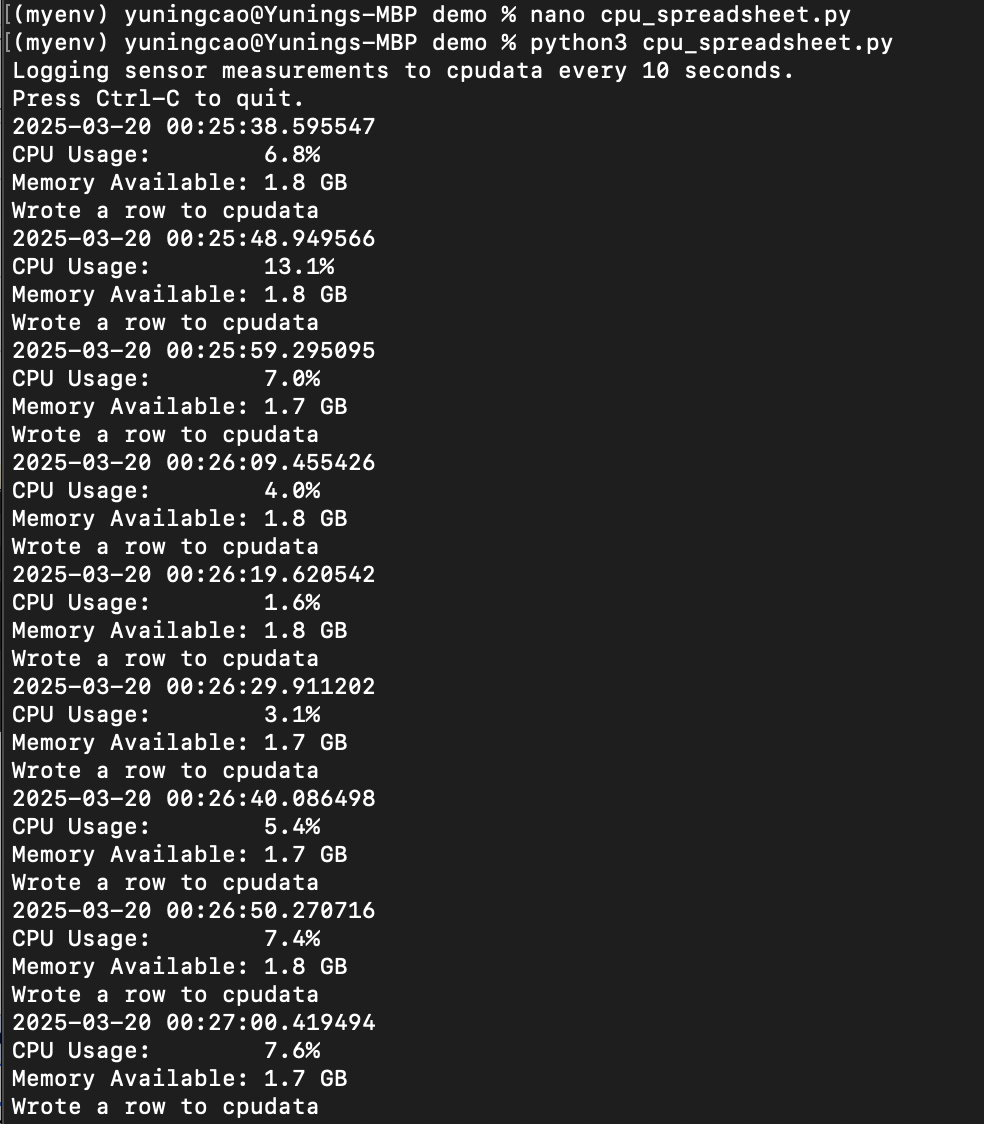 [(myenv) yuningcao@Yunings-MBP demo % nano cpu_spreadsheet.py
[(myenv) yuningcao@Yunings-MBP demo % python3 cpu_spreadsheet.py
Logging sensor measurements to cpudata every 10 seconds.
Press Ctrl-C to quit.
2025-03-20 00:25:38.595547
CPU Usage:        6.8%
Memory Available: 1.8 GB
Wrote a row to cpudata
2025-03-20 00:25:48.949566
CPU Usage:        13.1%
Memory Available: 1.8 GB
Wrote a row to cpudata
2025-03-20 00:25:59.295095
CPU Usage:        7.0%
Memory Available: 1.7 GB
Wrote a row to cpudata
2025-03-20 00:26:09.455426
CPU Usage:        4.0%
Memory Available: 1.8 GB
Wrote a row to cpudata
2025-03-20 00:26:19.620542
CPU Usage:        1.6%
Memory Available: 1.8 GB
Wrote a row to cpudata
2025-03-20 00:26:29.911202
CPU Usage:        3.1%
Memory Available: 1.7 GB
Wrote a row to cpudata
2025-03-20 00:26:40.086498
CPU Usage:        5.4%
Memory Available: 1.7 GB
Wrote a row to cpudata
2025-03-20 00:26:50.270716
CPU Usage:        7.4%
Memory Available: 1.8 GB
Wrote a row to cpudata
2025-03-20 00:27:00.419494
CPU Usage:        7.6%
Memory Available: 1.7 GB
Wrote a row to cpudata